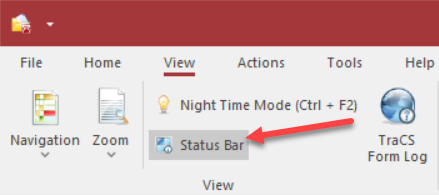 File Home View Actions Tools Help
Night Time Mode (Ctrl + F2)
Status Bar
Navigation
Zoom
TraCS
Form Log
View